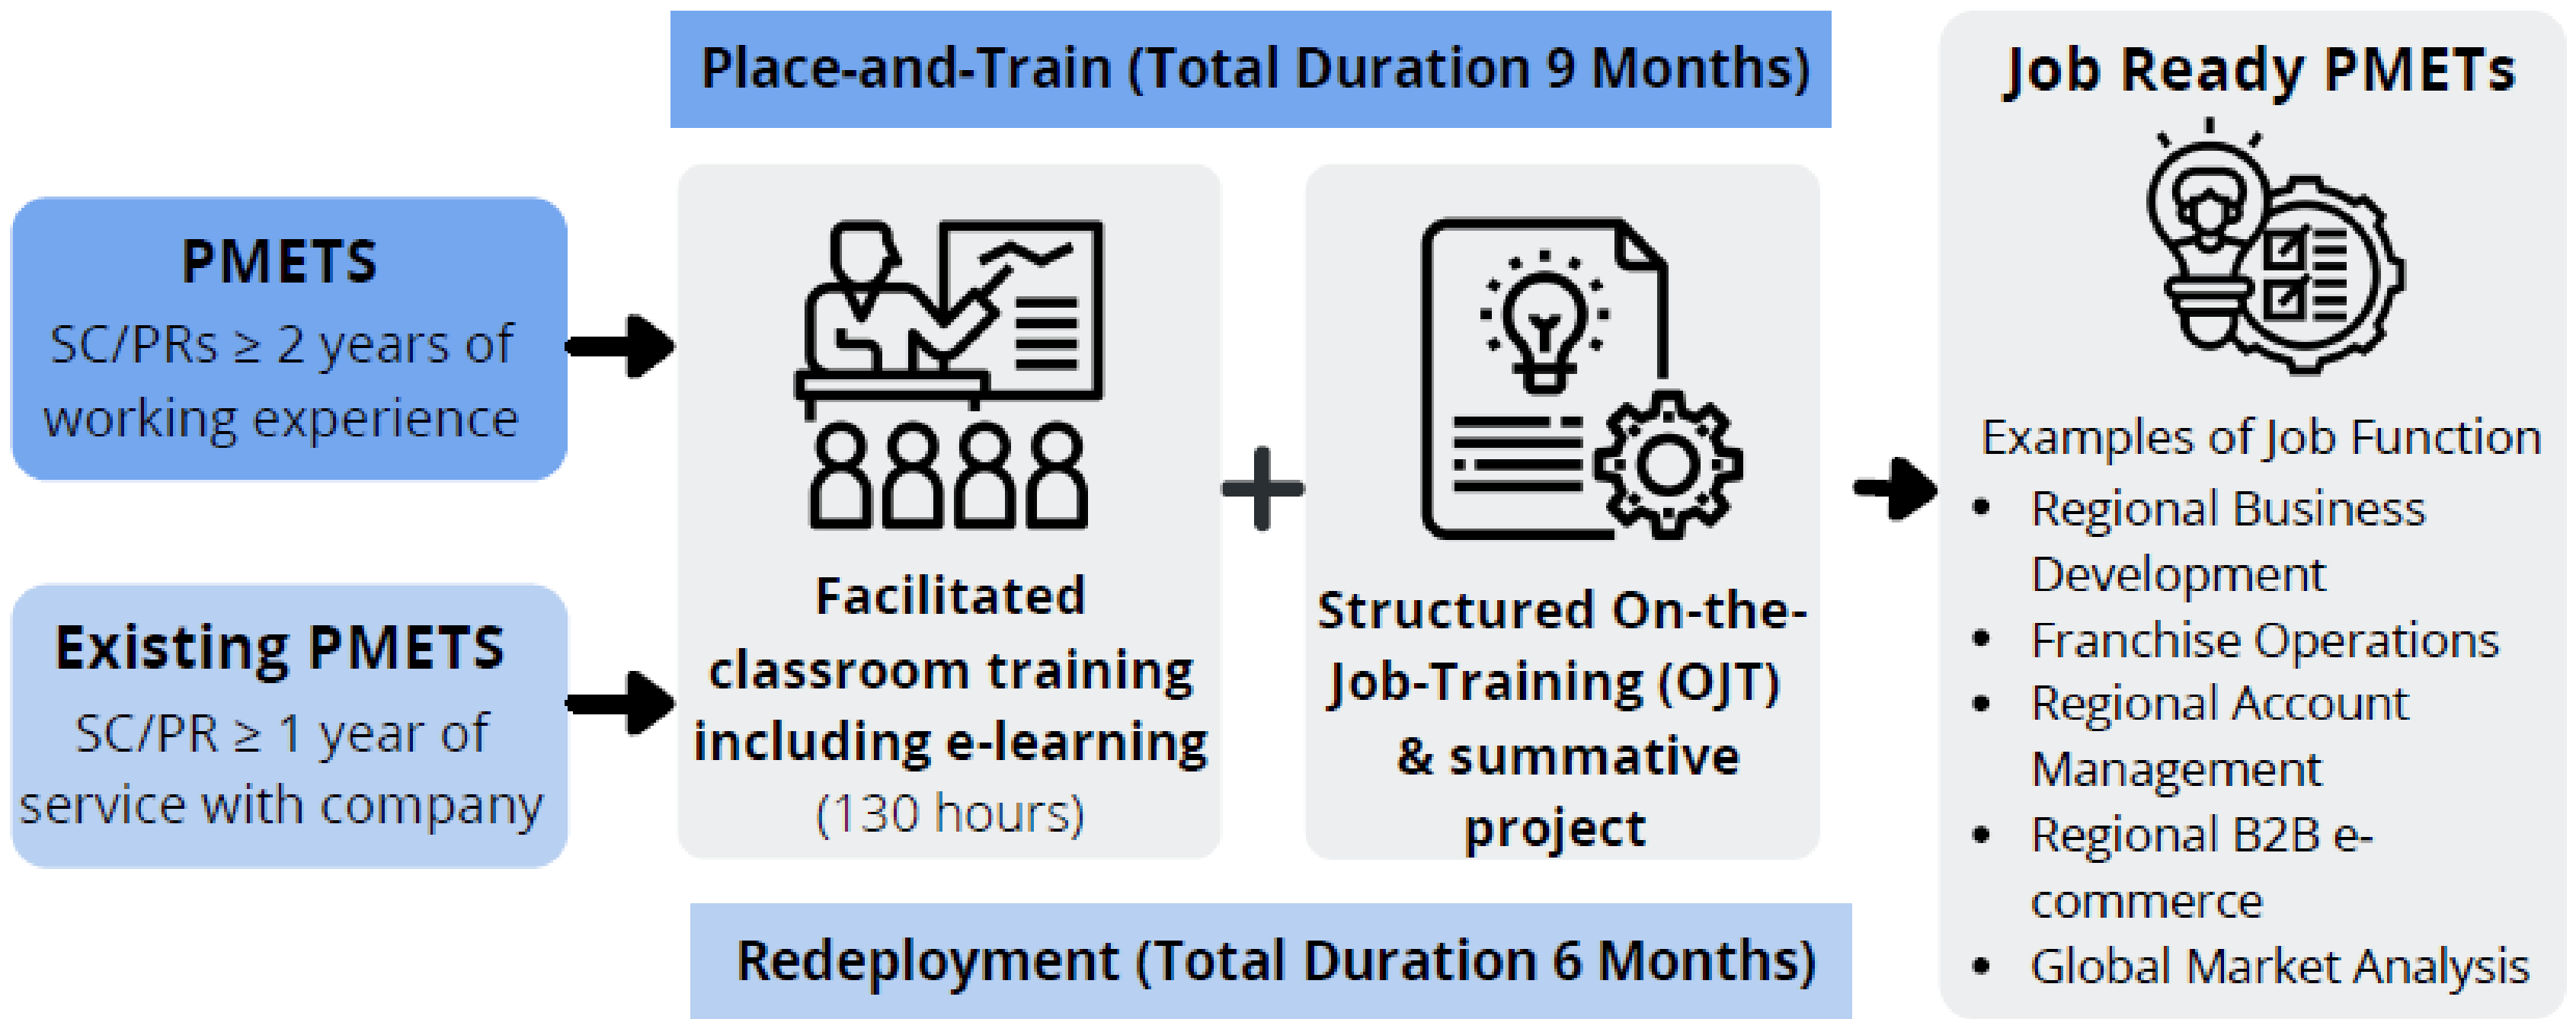 Place-and-Train (Total Duration 9 Months)
PMETS
SC/PRs ≥ 2 years of
working experience
Existing PMETS
SC/PR ≥ 1 year of
service with company
Facilitated
classroom training
including e-learning
(130 hours)
Structured On-the-
Job-Training (OJT)
& summative
project
Redeployment (Total Duration 6 Months)
Job Ready PMETs
Examples of Job Function
• Regional Business
Development
• Franchise Operations
• Regional Account
Management
• Regional B2B e-
commerce
• Global Market Analysis